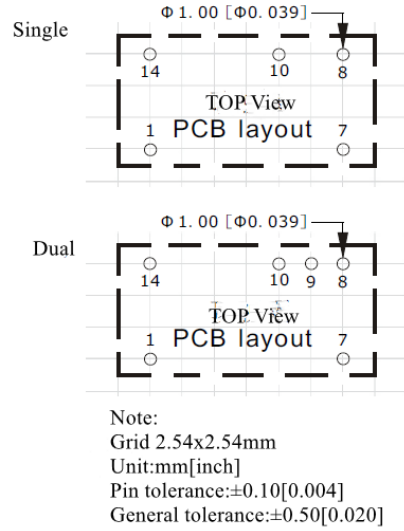 Φ1.00 [Φ0.039]
Single
14 10 8
TOP View
1 PCB layout 7
Φ1.00 [Φ0.039]
Dual
14 10 9 8
TOP View
1 PCB layout 7
Note:
Grid 2.54x2.54mm
Unit:mm[inch]
Pin tolerance:±0.10[0.004]
General tolerance:±0.50[0.020]